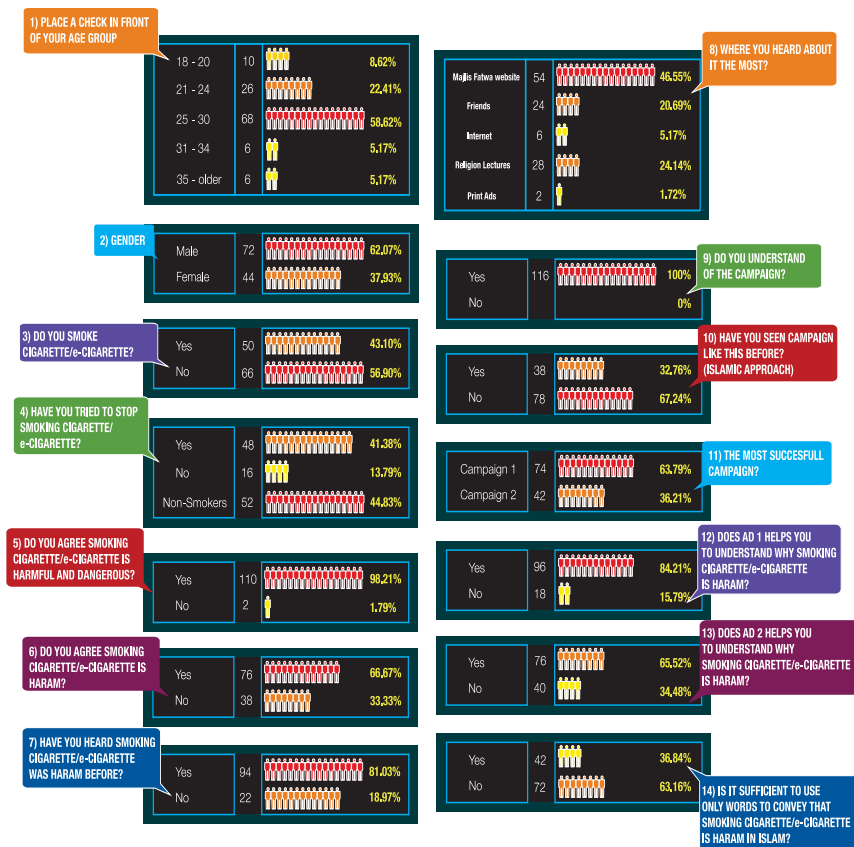 1) PLACE A CHECK IN FRONT
OF YOUR AGE GROUP
18 - 20 10 8,62%
21 - 24 26 22,41%
25 - 30 68 58,62%
31 - 34 6 5,17%
35 - older 6 5,17%
2) GENDER
Male 72 62,07%
Female 44 37,93%
3) DO YOU SMOKE
CIGARETTE/e-CIGARETTE?
Yes 50 43.10%
No 66 56,90%
4) HAVE YOU TRIED TO STOP
SMOKING CIGARETTE/
e-CIGARETTE?
Yes 48 41.38%
No 16 13.79%
Non-Smokers 52 44,83%
5) DO YOU AGREE SMOKING
CIGARETTE/e-CIGARETTE IS
HARMFUL AND DANGEROUS?
Yes 110 98,21%
No 2 1.79%
6) DO YOU AGREE SMOKING
CIGARETTE/e-CIGARETTE IS
HARAM?
Yes 76 66,67%
No 38 33,33%
7) HAVE YOU HEARD SMOKING
CIGARETTE/e-CIGARETTE
WAS HARAM BEFORE?
Yes 94 81.03%
No 22 18.97%
8) WHERE YOU HEARD ABOUT
IT THE MOST?
Majlis Fatwa website 54 46.55%
Friends 24 20.69%
Internet 6 5.17%
Religion Lectures 28 24.14%
Print Ads 2 1.72%
9) DO YOU UNDERSTAND
OF THE CAMPAIGN?
Yes 116 100%
No 0%
10) HAVE YOU SEEN CAMPAIGN
LIKE THIS BEFORE?
(ISLAMIC APPROACH)
Yes 38 32,76%
No 78 67,24%
11) THE MOST SUCCESFULL
CAMPAIGN?
Campaign 1 74 63,79%
Campaign 2 42 36,21%
12) DOES AD 1 HELPS YOU
TO UNDERSTAND WHY SMOKING
CIGARETTE/e-CIGARETTE
IS HARAM?
Yes 96 84,21%
No 18 15,79%
13) DOES AD 2 HELPS YOU
TO UNDERSTAND WHY
SMOKING CIGARETTE/e-CIGARETTE
IS HARAM?
Yes 76 65,52%
No 40 34,48%
14) IS IT SUFFICIENT TO USE
ONLY WORDS TO CONVEY THAT
SMOKING CIGARETTE/e-CIGARETTE
IS HARAM IN ISLAM?
Yes 42 36,84%
No 72 63,16%